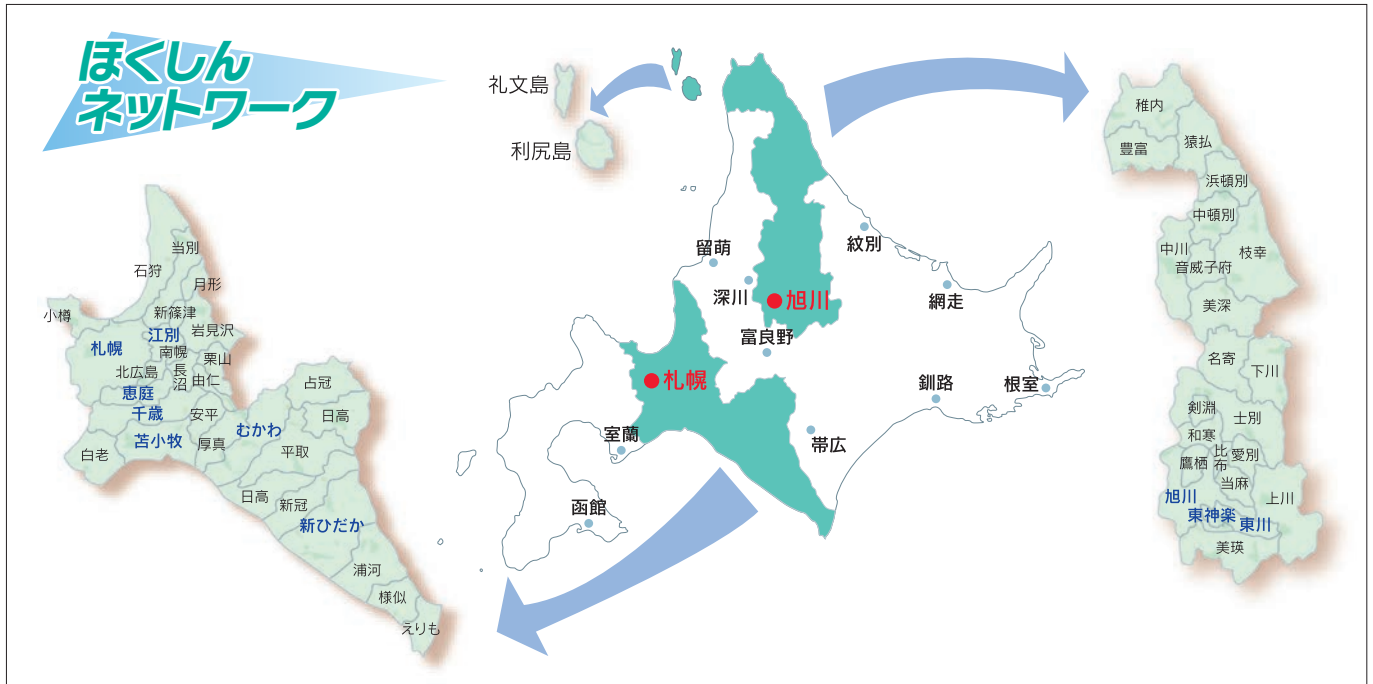 ほくしん
ネットワーク
礼文島
利尻島
留萌
深川
旭川
紋別
網走
富良野
札幌
釧路
根室
帯広
室蘭
函館
当別
石狩
月形
小樽
新篠津
江別
岩見沢
札幌
南幌
長沼
栗山
北広島
由仁
恵庭
千歳
安平
むかわ
占冠
日高
苫小牧
厚真
平取
白老
日高
新冠
新ひだか
浦河
様似
えりも
稚内
豊富
猿払
浜頓別
中頓別
中川
音威子府
枝幸
美深
名寄
下川
剣淵
士別
和寒
比布
愛別
鷹栖
当麻
旭川
上川
東神楽
東川
美瑛